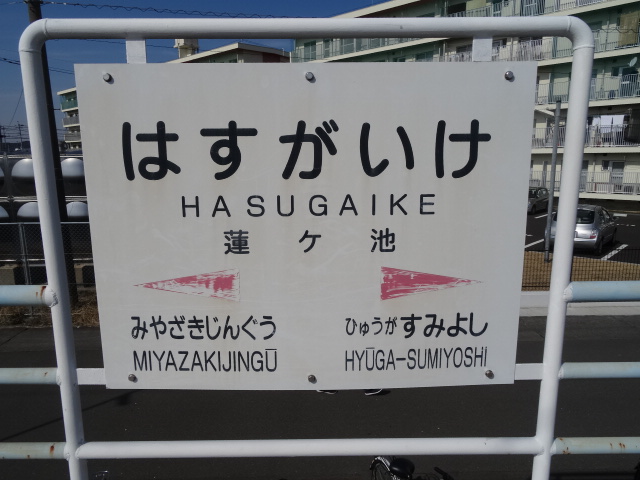 はすがいけ
HASUGAIKE
蓮ケ池
みやざきじんぐう ひゅうがすみよし
MIYAZAKIJINGŪ HYŪGA-SUMIYOSHI